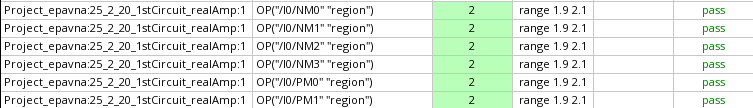 Project_epavna:25_2_20_1stCircuit_realAmp:1 OP("/I0/NM0" "region") 2 range 1.9 2.1 pass
Project_epavna:25_2_20_1stCircuit_realAmp:1 OP("/I0/NM1" "region") 2 range 1.9 2.1 pass
Project_epavna:25_2_20_1stCircuit_realAmp:1 OP("/I0/NM2" "region") 2 range 1.9 2.1 pass
Project_epavna:25_2_20_1stCircuit_realAmp:1 OP("/I0/NM3" "region") 2 range 1.9 2.1 pass
Project_epavna:25_2_20_1stCircuit_realAmp:1 OP("/I0/PM0" "region") 2 range 1.9 2.1 pass
Project_epavna:25_2_20_1stCircuit_realAmp:1 OP("/I0/PM1" "region") 2 range 1.9 2.1 pass